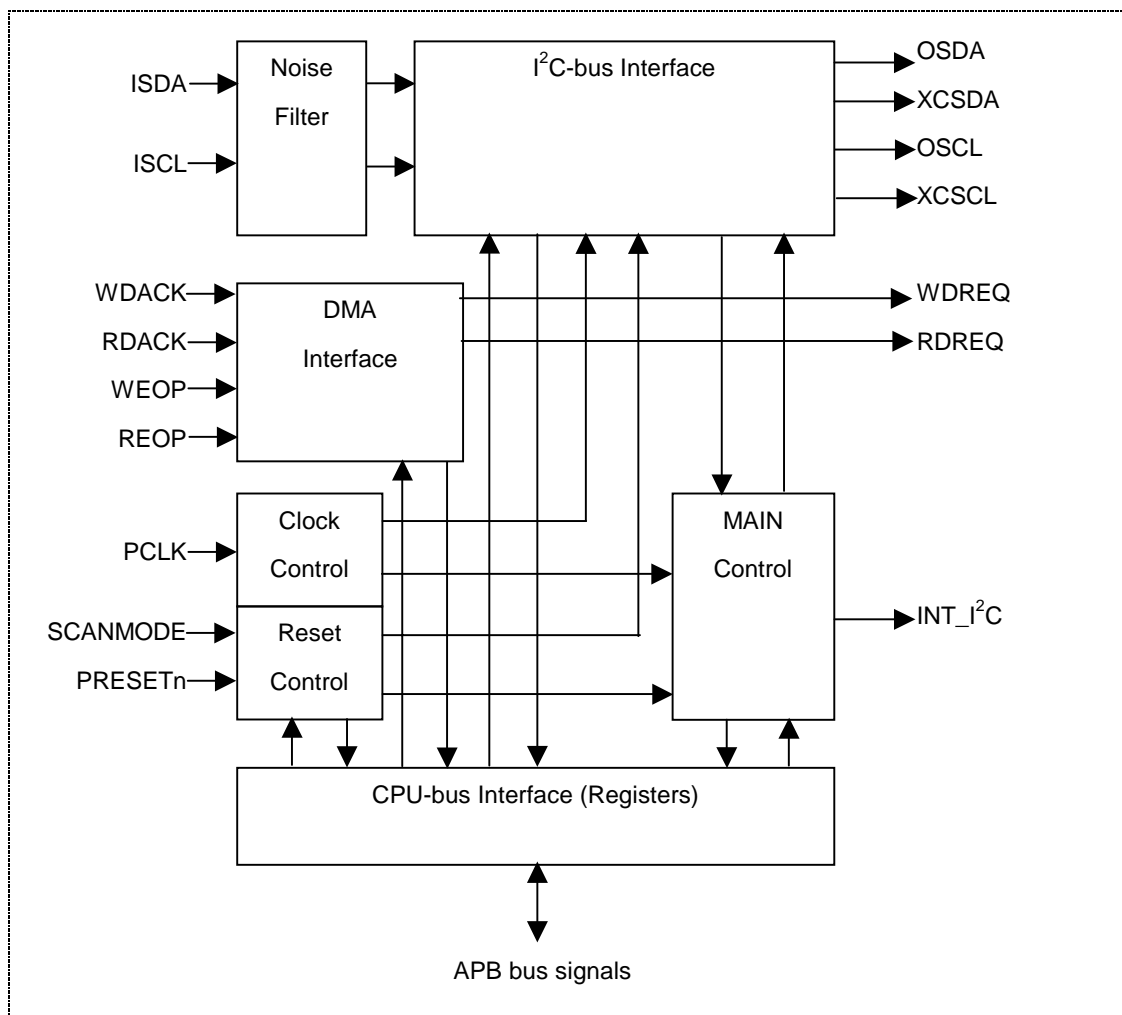 ISDA
ISCL
Noise
Filter
I²C-bus Interface
OSDA
XCSDA
OSCL
XCSCL
WDACK
RDACK
WEOP
REOP
DMA
Interface
WDREQ
RDREQ
PCLK
Clock
Control
MAIN
Control
SCANMODE
PRESETn
Reset
Control
INT_I²C
CPU-bus Interface (Registers)
APB bus signals